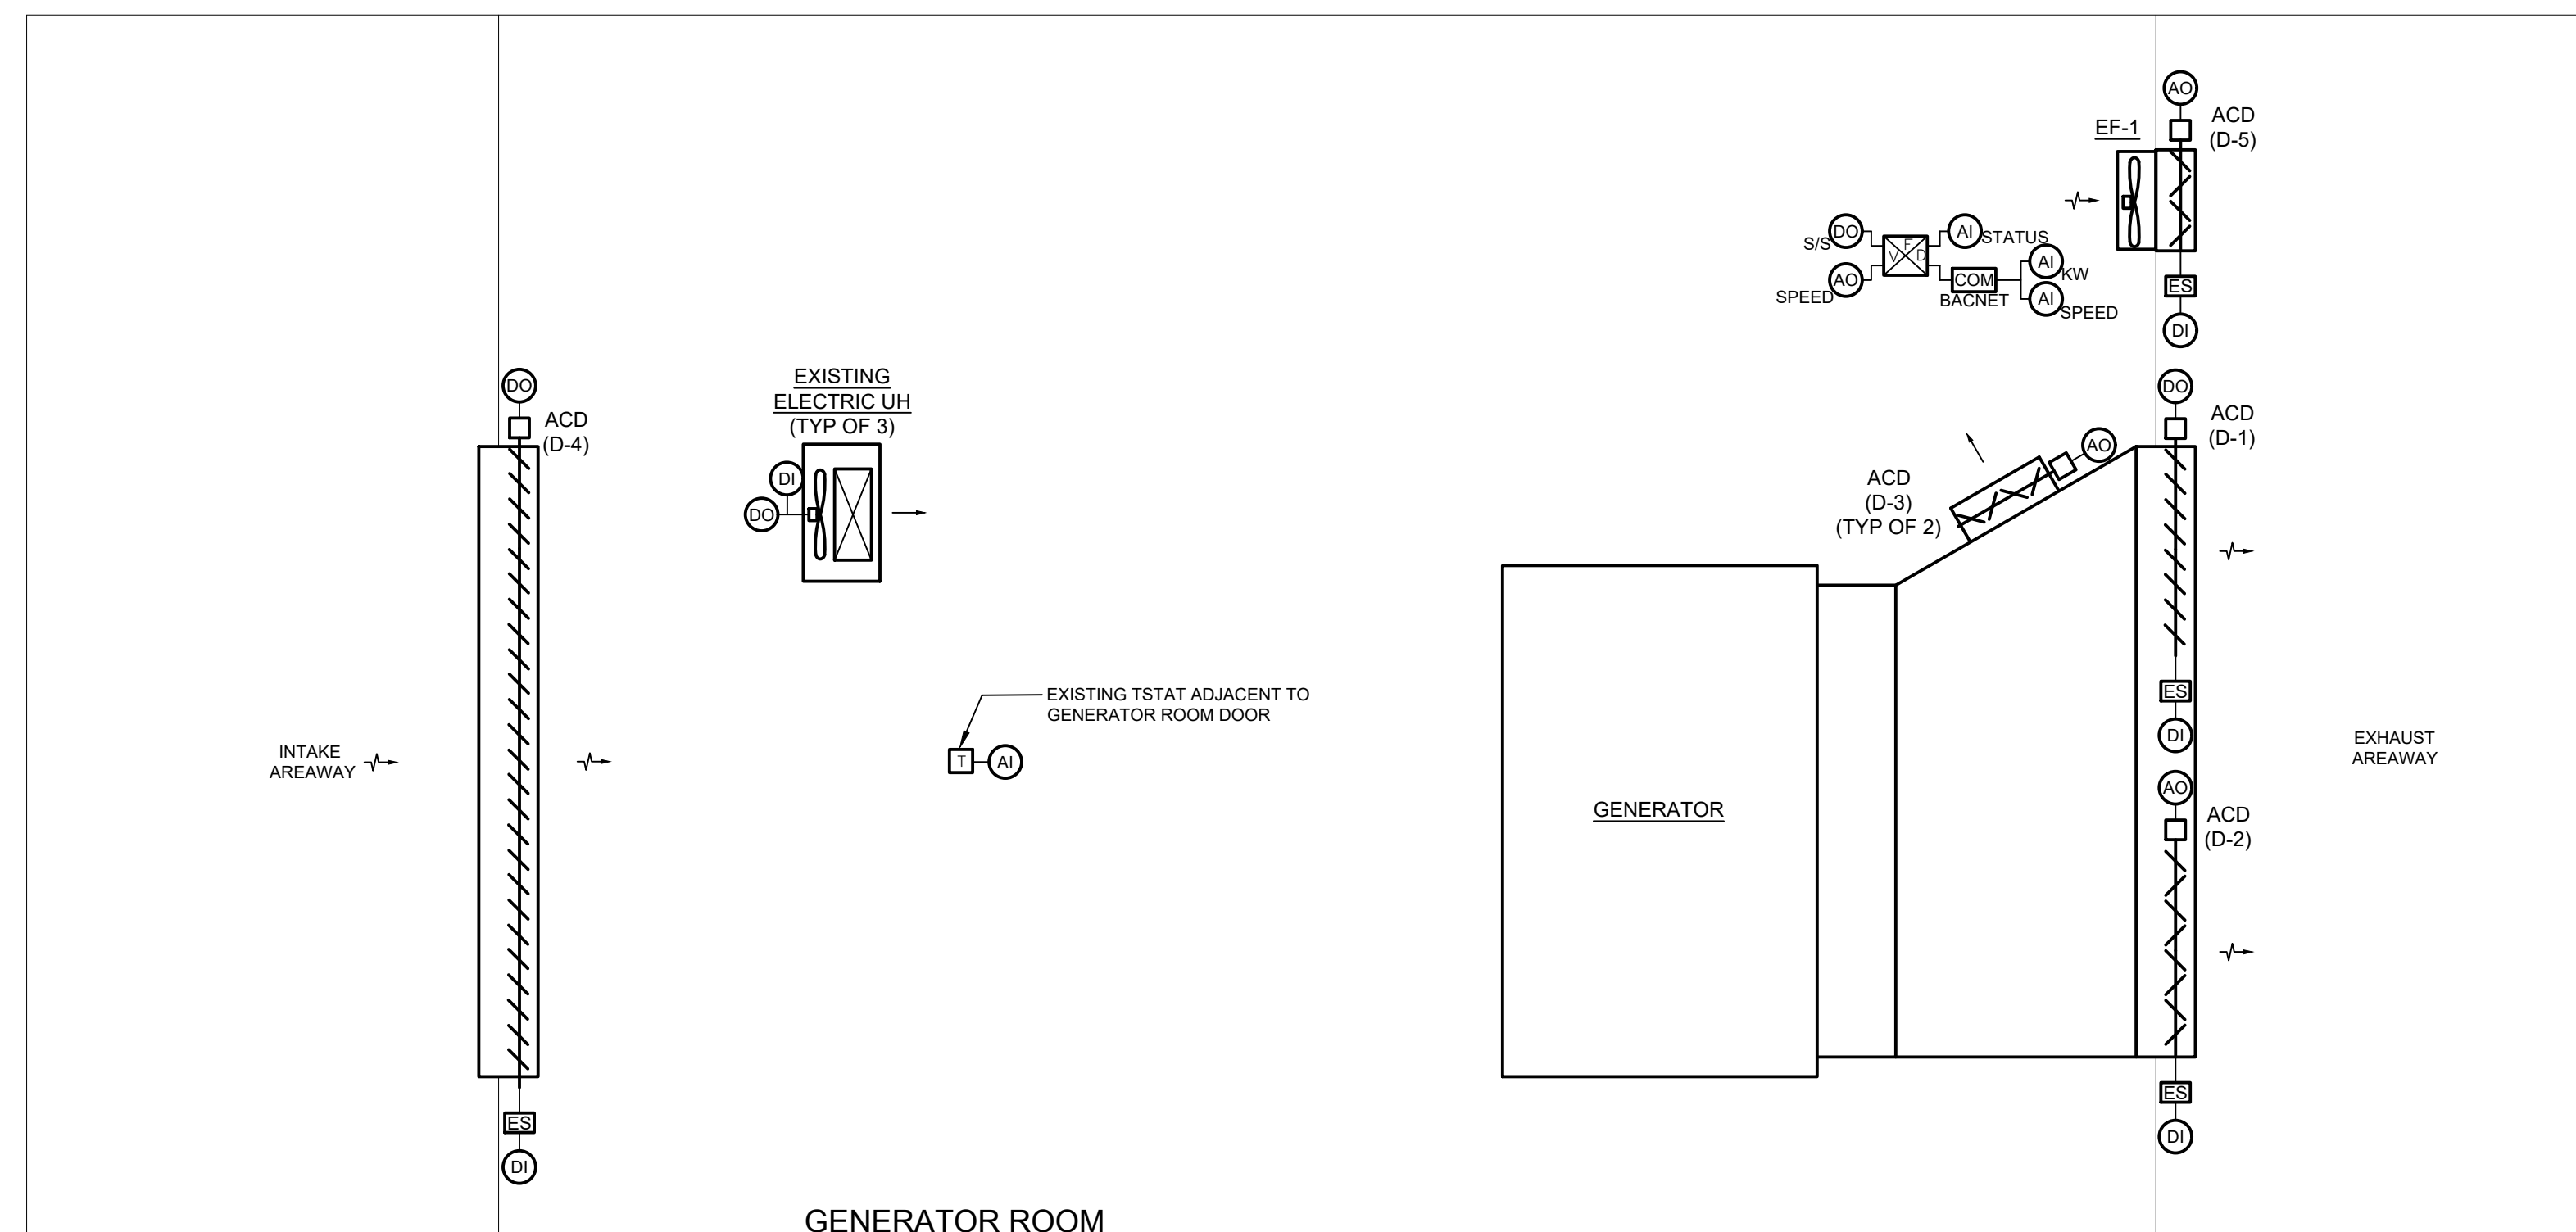 AO
ACD
(D-5)
EF-1
DO
S/S
V
F
D
AI
STATUS
AO
SPEED
COM
BACNET
AI
KW
AI
SPEED
ES
DI
DO
ACD
(D-4)
EXISTING
ELECTRIC UH
(TYP OF 3)
DI
DO
DO
ACD
(D-1)
AO
ACD
(D-3)
(TYP OF 2)
EXISTING TSTAT ADJACENT TO
GENERATOR ROOM DOOR
T
AI
INTAKE
AREAWAY
GENERATOR
ES
DI
AO
ACD
(D-2)
EXHAUST
AREAWAY
ES
DI
ES
DI
GENERATOR ROOM